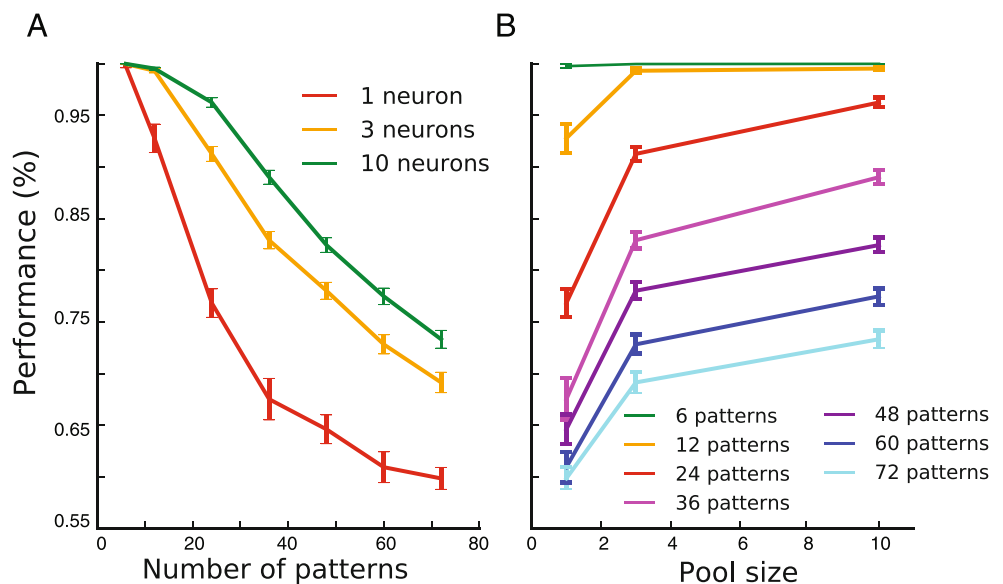 A
B
1 neuron
3 neurons
10 neurons
0.95
0.85
0.75
0.65
0.55
Performance (%)
0 20 40 60 80
Number of patterns
6 patterns
12 patterns
24 patterns
36 patterns
48 patterns
60 patterns
72 patterns
0 2 4 6 8 10
Pool size